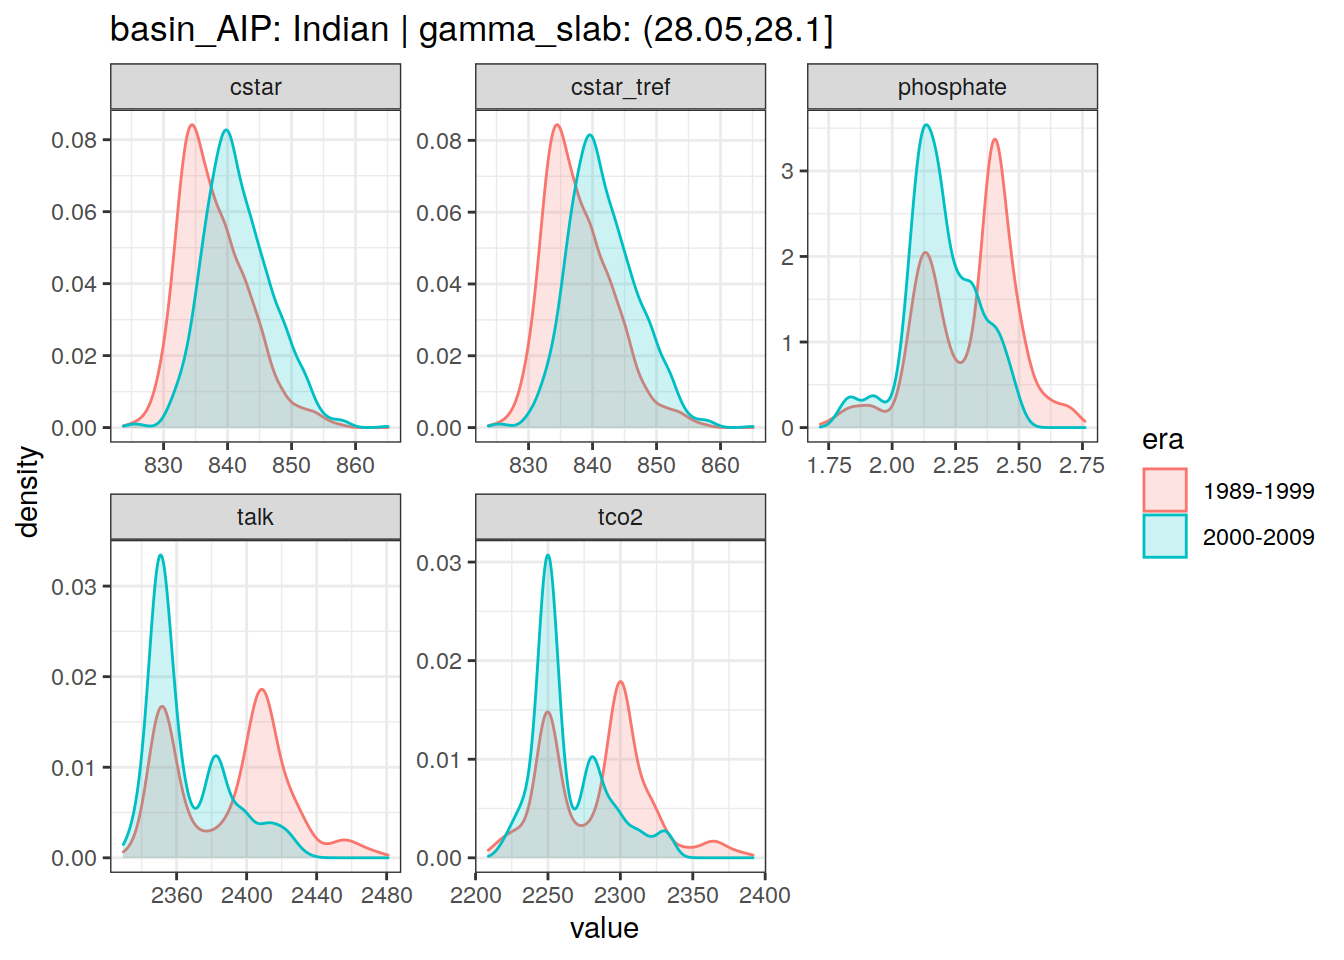 basin_AIP: Indian | gamma_slab: (28.05,28.1]
cstar
cstar_tref
phosphate
0.08
0.06
0.04
0.02
0.00
830 840 850 860
0.08
0.06
0.04
0.02
0.00
830 840 850 860
3
2
1
0
1.75 2.00 2.25 2.50 2.75
density
talk
tco2
0.03
0.02
0.01
0.00
2360 2400 2440 2480
0.03
0.02
0.01
0.00
2200 2250 2300 2350 2400
value
era
1989-1999
2000-2009